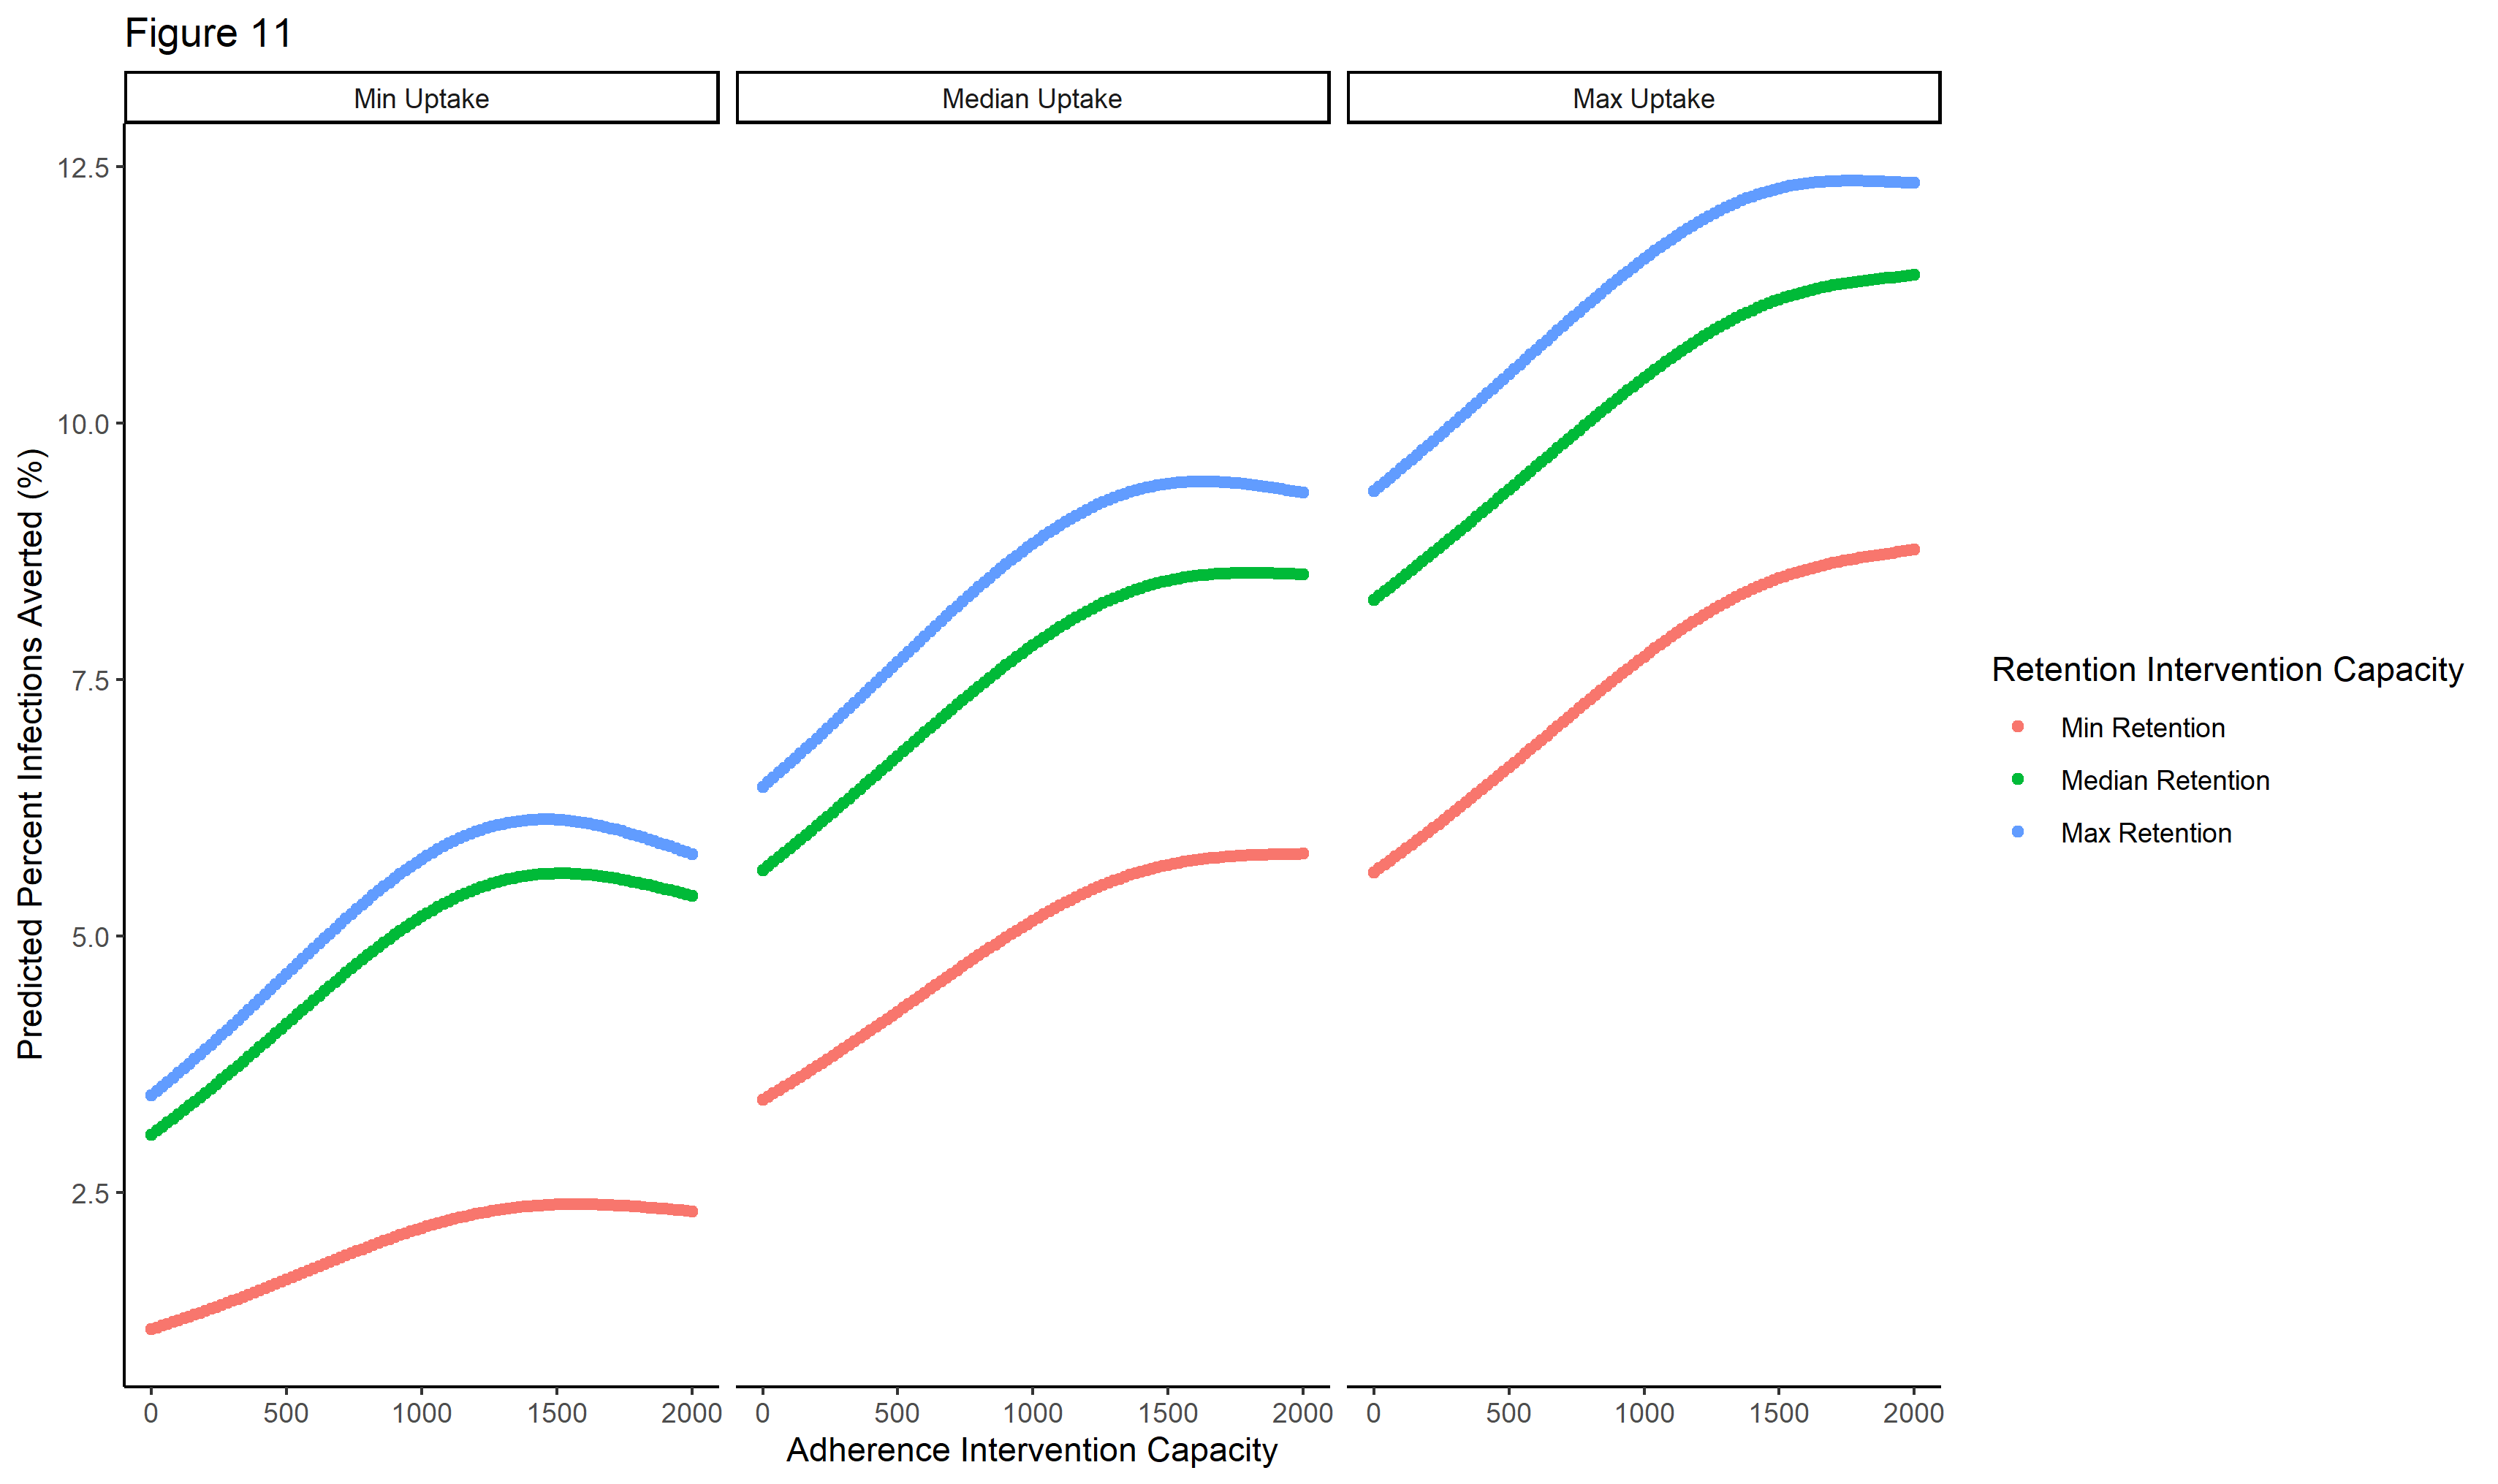 Figure 11
Min Uptake
Median Uptake
Max Uptake
Predicted Percent Infections Averted (%)
12.5
10.0
7.5
5.0
2.5
0 500 1000 1500 2000
0 500 1000 1500 2000
0 500 1000 1500 2000
Adherence Intervention Capacity
Retention Intervention Capacity
Min Retention
Median Retention
Max Retention